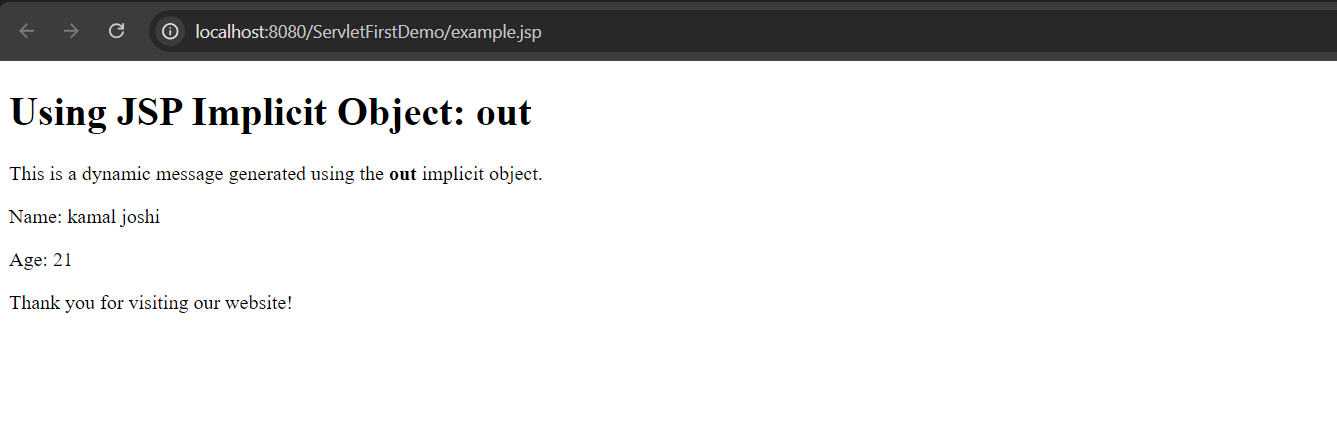 localhost:8080/ServletFirstDemo/example.jsp
Using JSP Implicit Object: out
This is a dynamic message generated using the out implicit object.
Name: kamal joshi
Age: 21
Thank you for visiting our website!